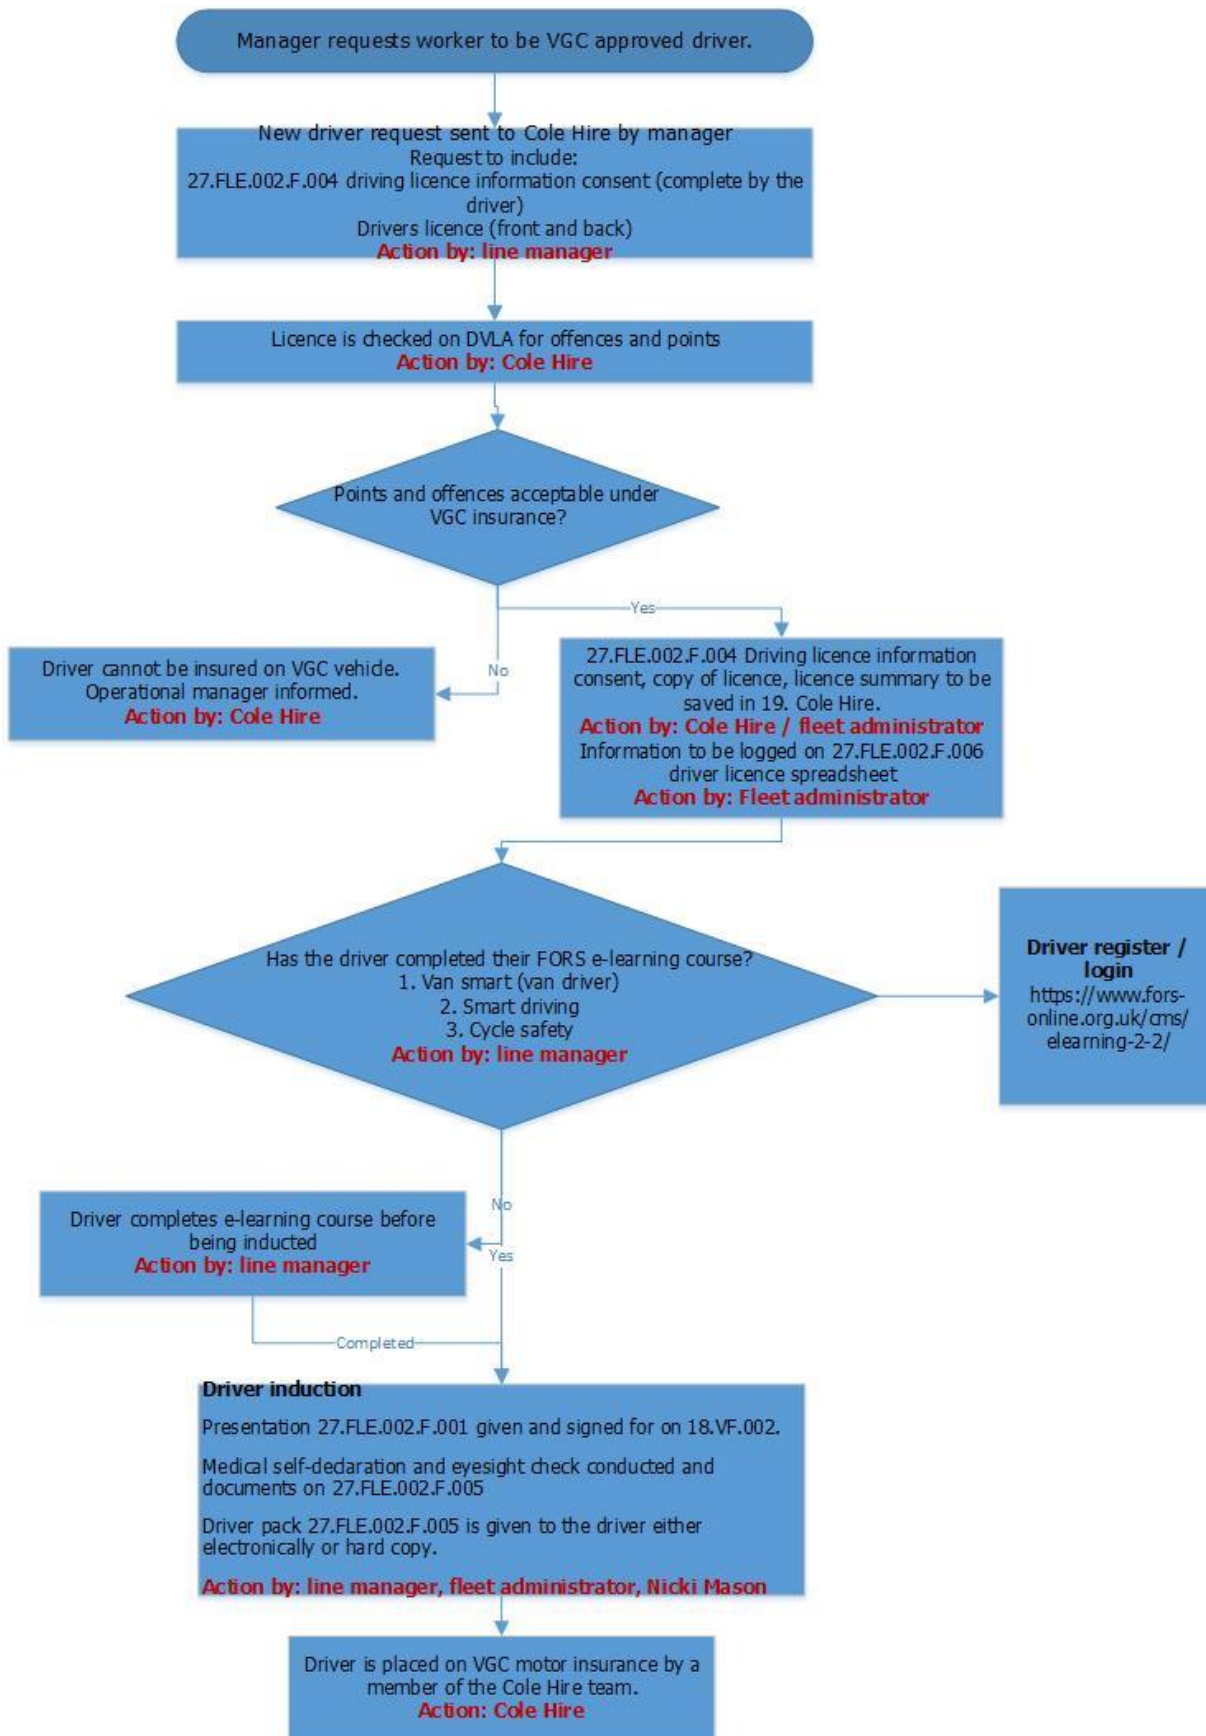 Manager requests worker to be VGC approved driver.
New driver request sent to Cole Hire by manager
Request to include:
27.FLE.002.F.004 driving licence information consent (complete by the
driver)
Drivers licence (front and back)
Action by: line manager
Licence is checked on DVLA for offences and points
Action by: Cole Hire
Points and offences acceptable under
VGC insurance?
Yes
No
Driver cannot be insured on VGC vehicle.
Operational manager informed.
Action by: Cole Hire
27.FLE.002.F.004 Driving licence information
consent, copy of licence, licence summary to be
saved in 19. Cole Hire.
Action by: Cole Hire / fleet administrator
Information to be logged on 27.FLE.002.F.006
driver licence spreadsheet
Action by: Fleet administrator
Has the driver completed their FORS e-learning course?
1. Van smart (van driver)
2. Smart driving
3. Cycle safety
Action by: line manager
Driver register /
login
https://www.fors-
online.org.uk/cms/
elearning-2-2/
No
Driver completes e-learning course before
being inducted
Action by: line manager
Yes
Completed
Driver induction
Presentation 27.FLE.002.F.001 given and signed for on 18.VF.002.
Medical self-declaration and eyesight check conducted and
documents on 27.FLE.002.F.005
Driver pack 27.FLE.002.F.005 is given to the driver either
electronically or hard copy.
Action by: line manager, fleet administrator, Nicki Mason
Driver is placed on VGC motor insurance by a
member of the Cole Hire team.
Action: Cole Hire